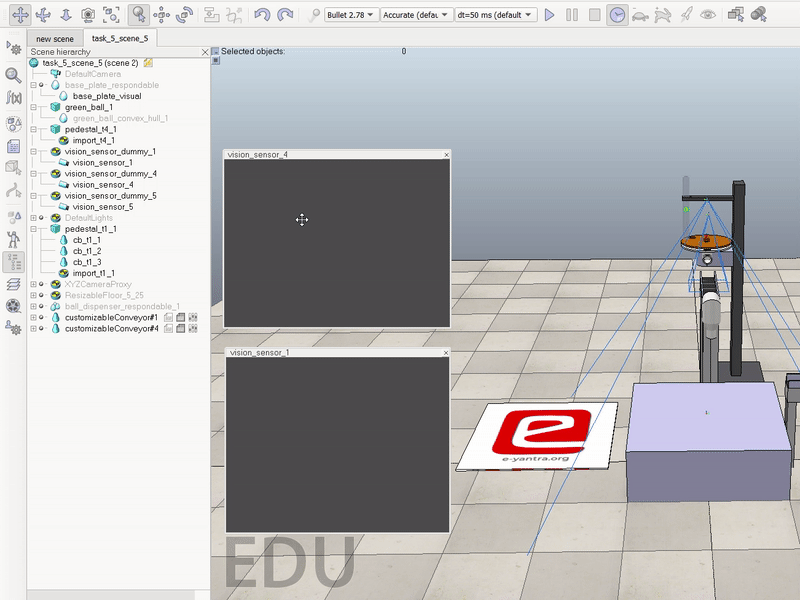 Bullet 2.78
Accurate (defau
dt=50 ms (default)
new scene
task_5_scene_5
Scene hierarchy
task_5_scene_5 (scene 2)
DefaultCamera
base_plate_respondable
base_plate_visual
green_ball_1
green_ball_convex_hull_1
pedestal_t4_1
import_t4_1
vision_sensor_dummy_1
vision_sensor_1
vision_sensor_dummy_4
vision_sensor_4
vision_sensor_dummy_5
vision_sensor_5
DefaultLights
pedestal_t1_1
cb_t1_1
cb_t1_2
cb_t1_3
import_t1_1
XYZCameraProxy
ResizableFloor_5_25
ball_dispenser_respondable_1
customizableConveyor#1
customizableConveyor#4
Selected objects: 0
vision_sensor_4
vision_sensor_1
e
e-yantra.org
EDU